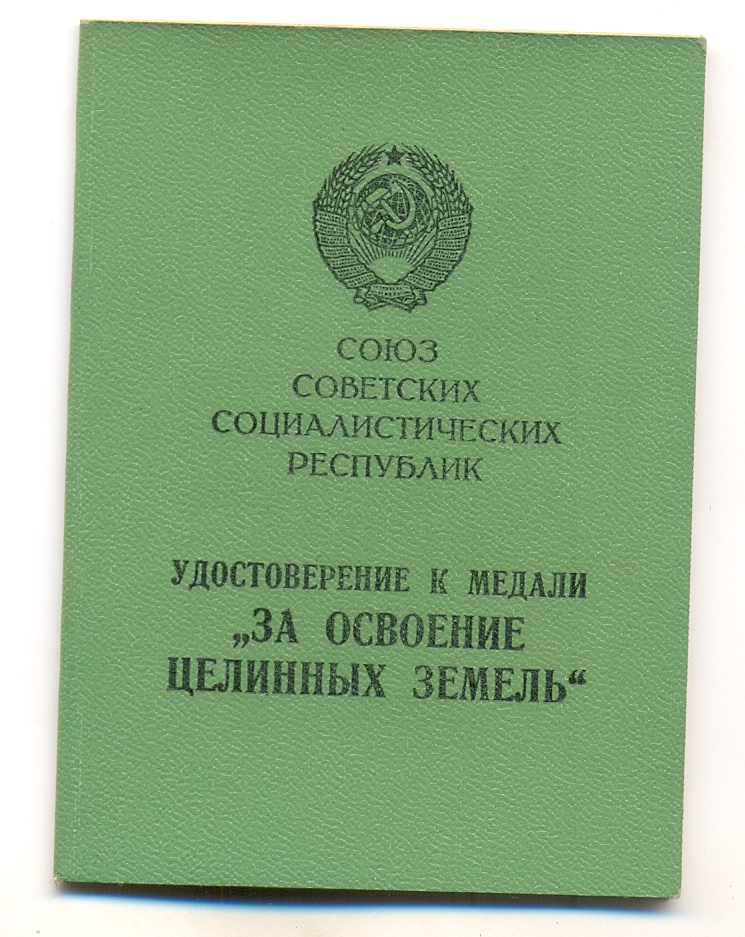 СОЮЗ
СОВЕТСКИХ
СОЦИАЛИСТИЧЕСКИХ
РЕСПУБЛИК
УДОСТОВЕРЕНИЕ К МЕДАЛИ
„ЗА ОСВОЕНИЕ
ЦЕЛИННЫХ ЗЕМЕЛЬ“